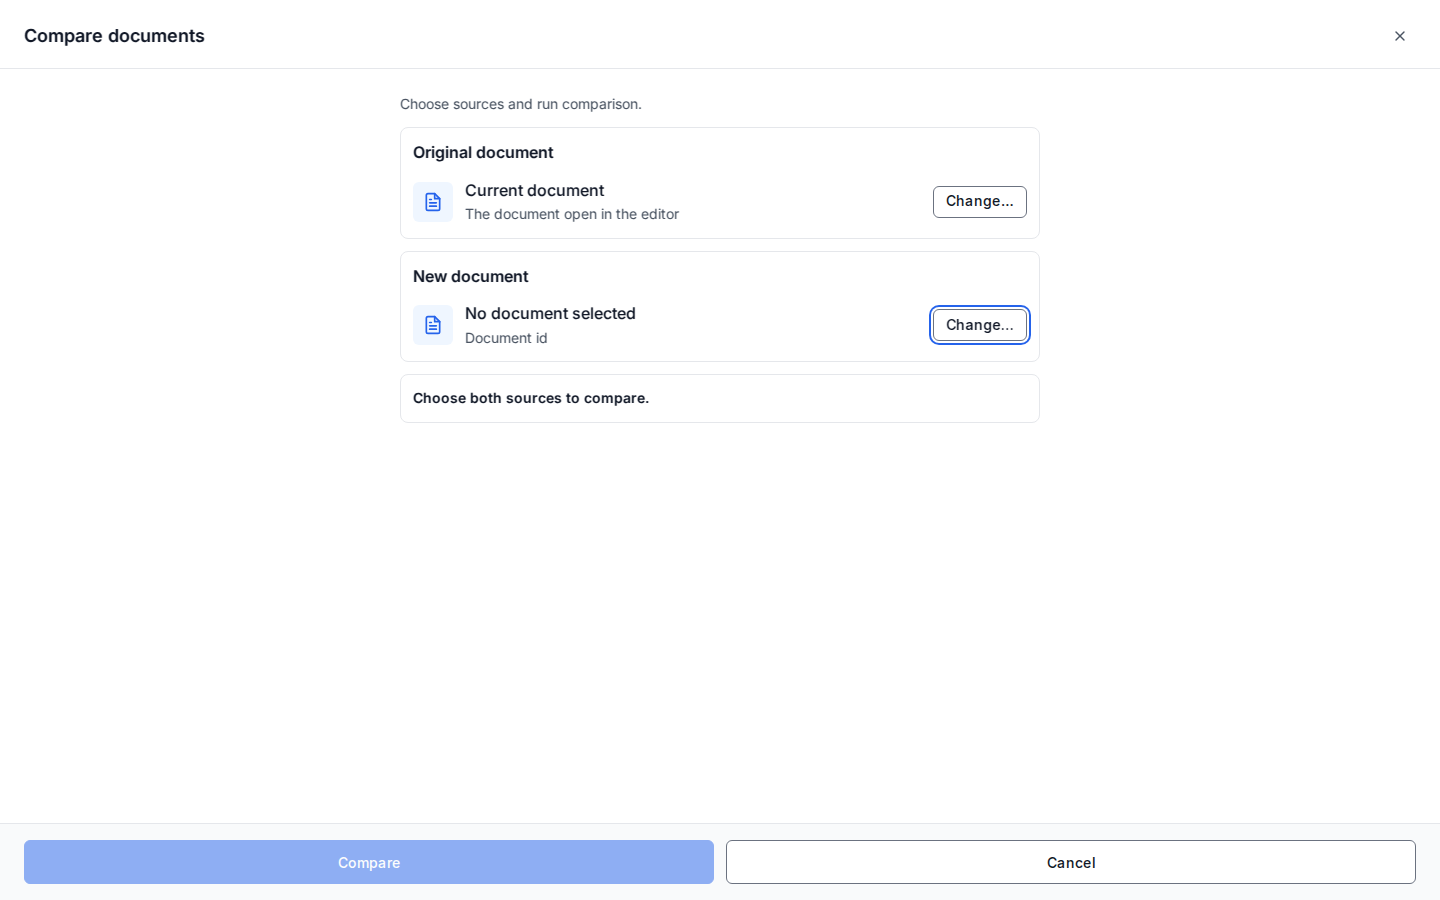 Compare documents
Choose sources and run comparison.
Original document
Current document
The document open in the editor
Change...
New document
No document selected
Document id
Change...
Choose both sources to compare.
Compare
Cancel